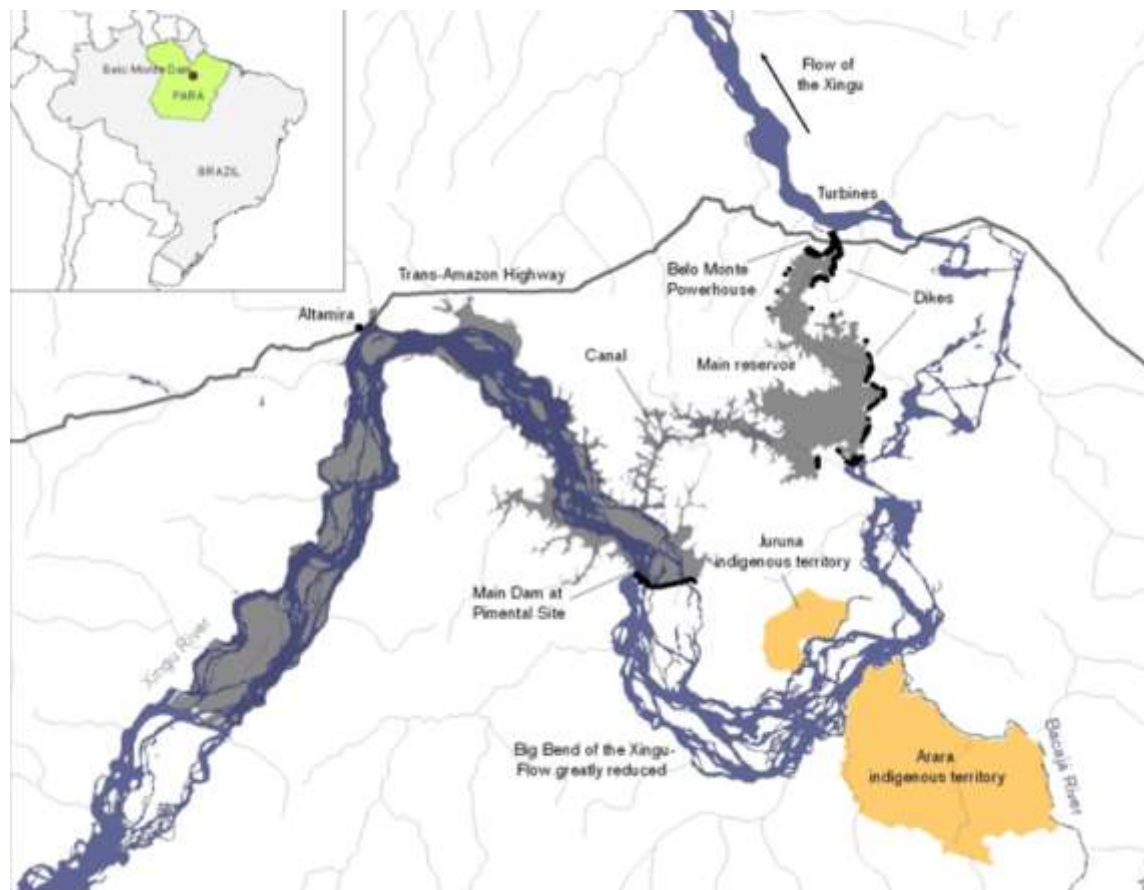 Belo Monte Dam
PARA
BRAZIL
Flow of
the Xingu
Turbines
Trans-Amazon Highway
Belo Monte
Powerhouse
Dikes
Altamira
Canal
Main reservoir
Juruna
indigenous territory
Main Dam at
Pimental Site
Xingu River
Big Bend of the Xingu-
Flow greatly reduced
Arara
indigenous territory
Bacajá River